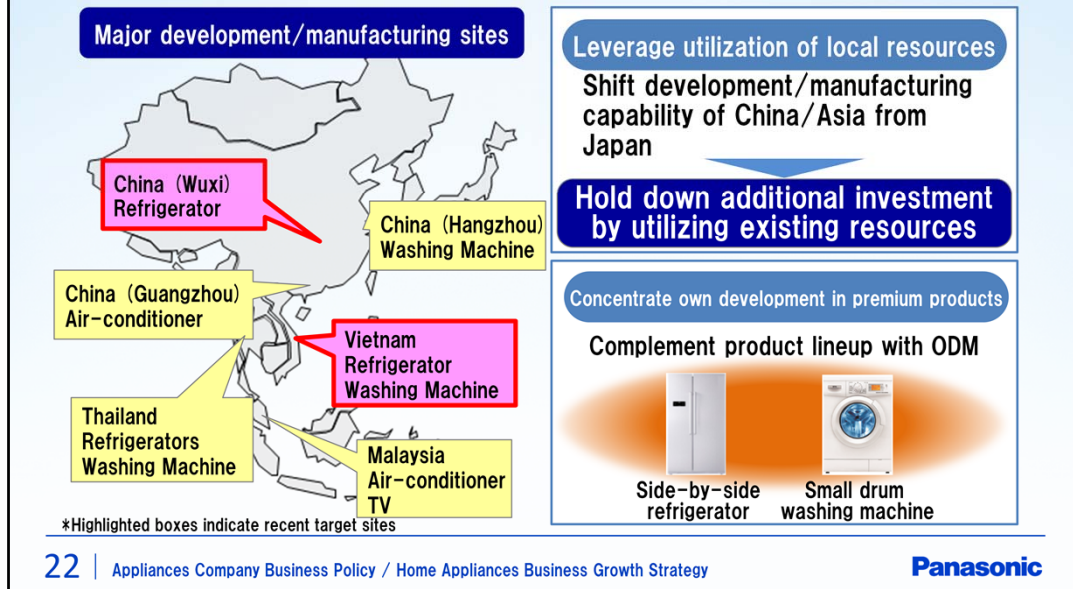 Major development/manufacturing sites
China (Wuxi)
Refrigerator
China (Hangzhou)
Washing Machine
China (Guangzhou)
Air-conditioner
Vietnam
Refrigerator
Washing Machine
Thailand
Refrigerators
Washing Machine
Malaysia
Air-conditioner
TV
*Highlighted boxes indicate recent target sites
Leverage utilization of local resources
Shift development/manufacturing
capability of China/Asia from
Japan
Hold down additional investment
by utilizing existing resources
Concentrate own development in premium products
Complement product lineup with ODM
Side-by-side
refrigerator
Small drum
washing machine
22 | Appliances Company Business Policy / Home Appliances Business Growth Strategy
Panasonic